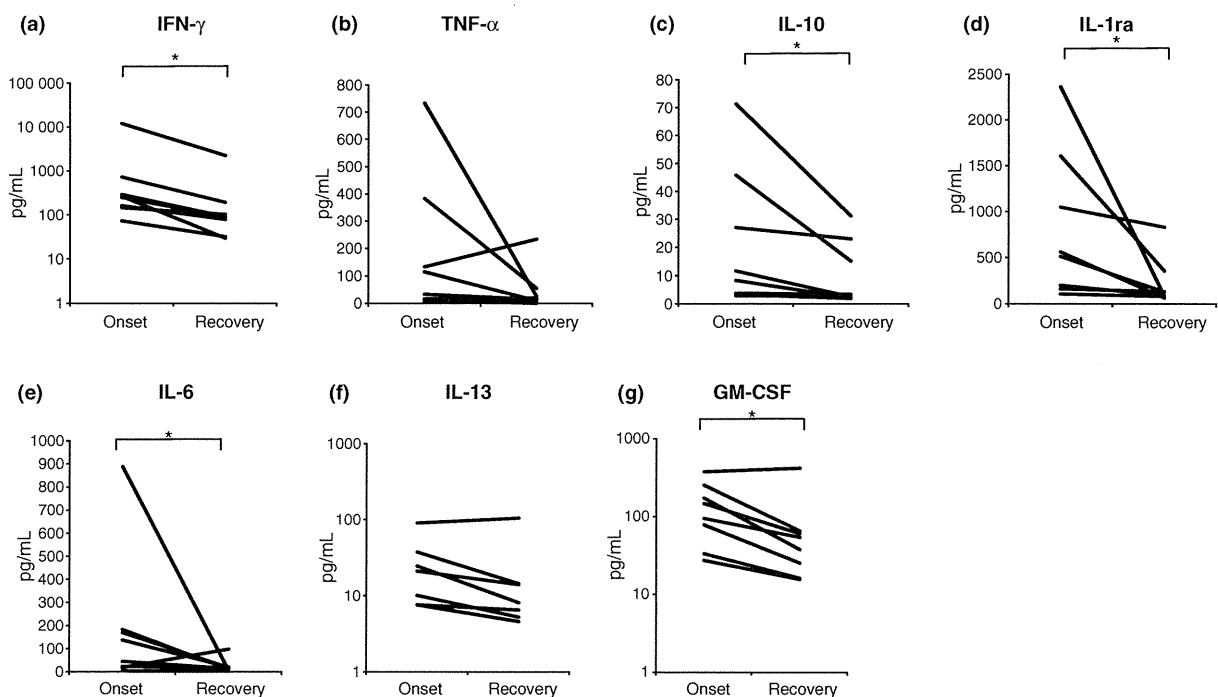 (a) IFN-γ
*
100 000
10 000
1000
100
10
1
pg/mL
Onset Recovery
(b) TNF-α
800
700
600
500
400
300
200
100
0
pg/mL
Onset Recovery
(c) IL-10
*
80
70
60
50
40
30
20
10
0
pg/mL
Onset Recovery
(d) IL-1ra
*
2500
2000
1500
1000
500
0
pg/mL
Onset Recovery
(e) IL-6
*
1000
900
800
700
600
500
400
300
200
100
0
pg/mL
Onset Recovery
(f) IL-13
1000
100
10
1
pg/mL
Onset Recovery
(g) GM-CSF
*
1000
100
10
1
pg/mL
Onset Recovery